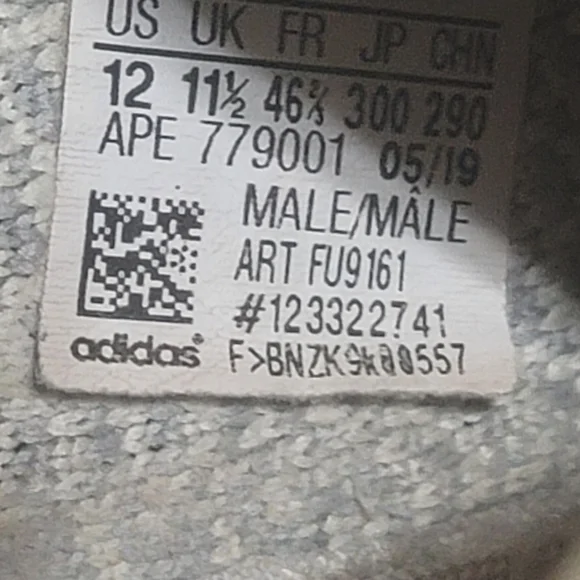 US UK FR JP CHN
12 11½ 46⅔ 300 290
APE 779001 05/19
MALE/MÂLE
ART FU9161
#123322741
adidas